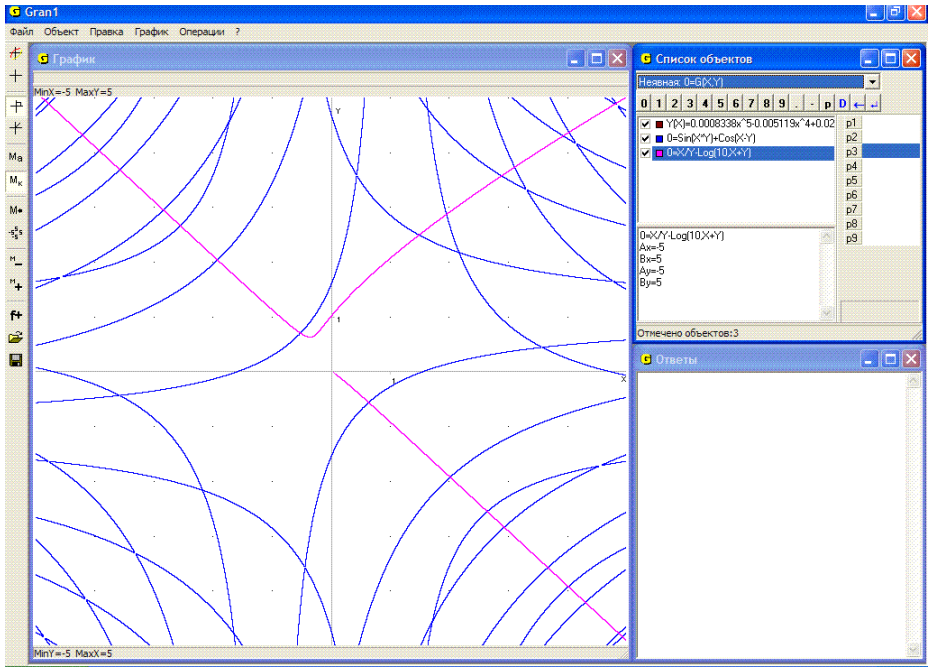 Gran1
Файл Объект Правка График Операции ?
График
MinX=-5 MaxY=5
Y
1
1
X
MinY=-5 MaxX=5
Ma
Mк
M•
-s°s
M
M
f+
Список объектов
Неявная: 0=G(X,Y)
0 1 2 3 4 5 6 7 8 9 . - p D ← ↵
Y(X)=0.0008338x^5-0.005119x^4+0.02
0=Sin(X*Y)+Cos(X-Y)
0=X/Y-Log(10,X+Y)
p1
p2
p3
p4
p5
p6
p7
p8
p9
0=X/Y-Log(10,X+Y)
Ax=-5
Bx=5
Ay=-5
By=5
Отмечено объектов:3
Ответы